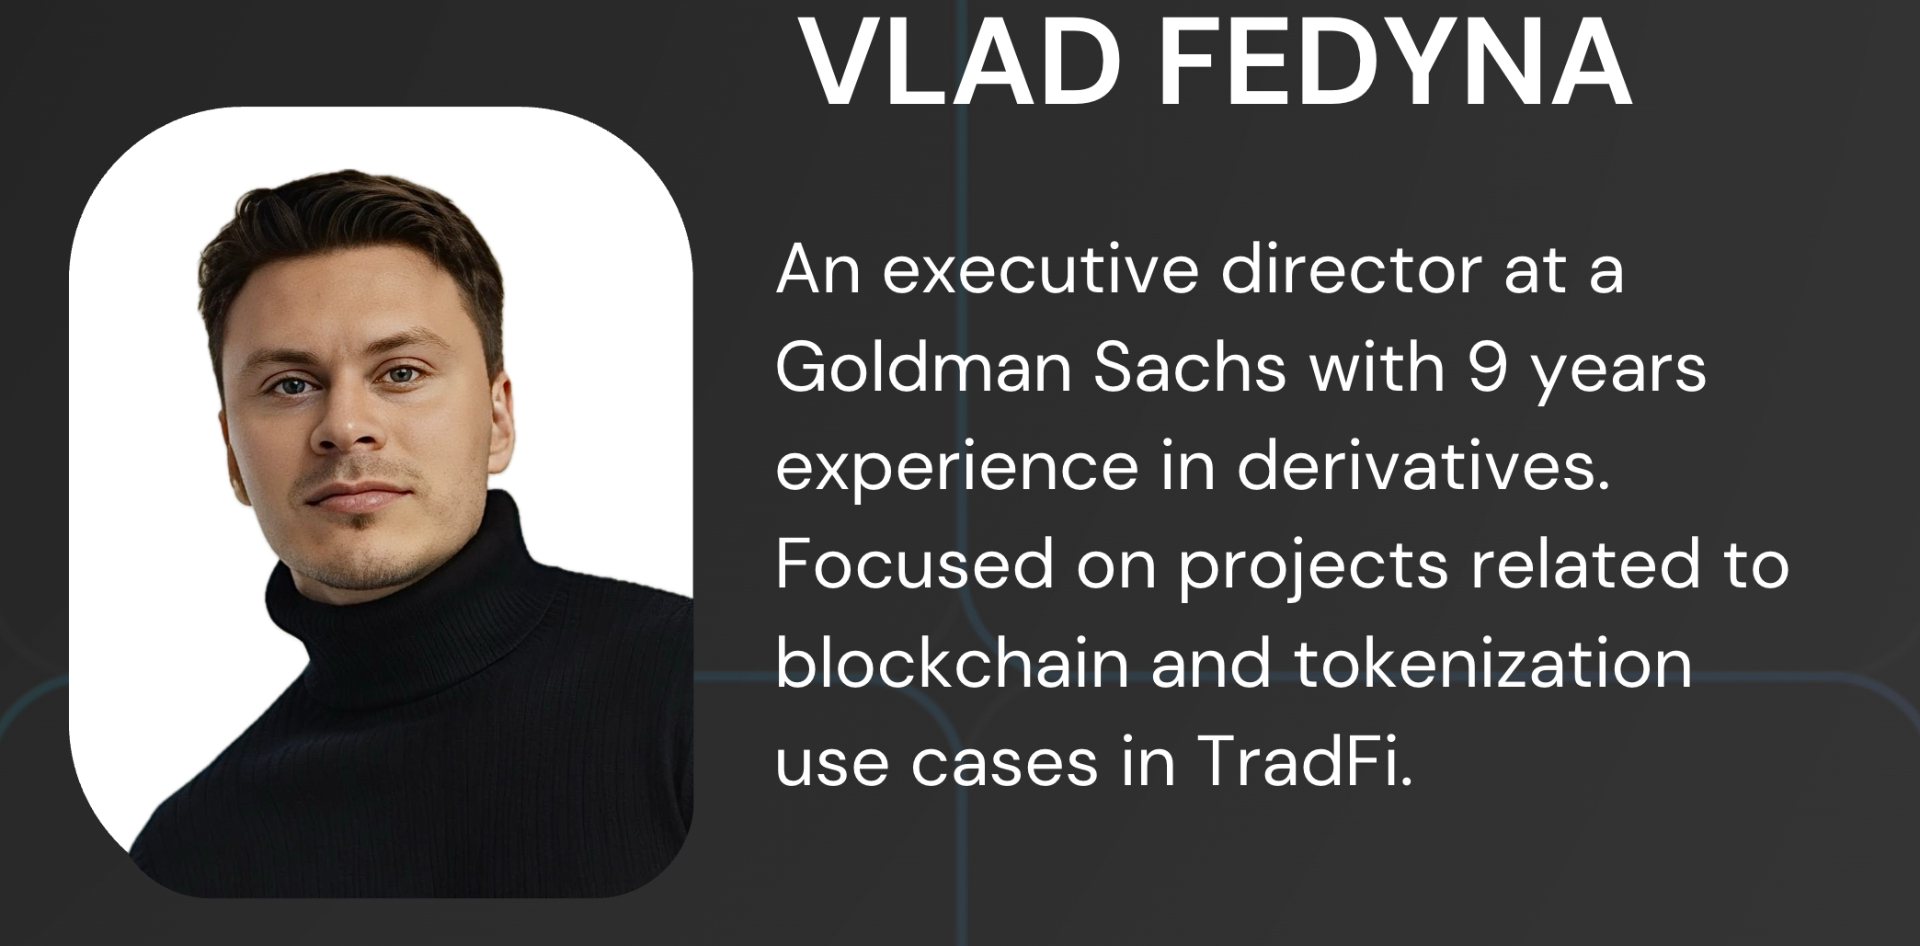 VLAD FEDYNA
An executive director at a
Goldman Sachs with 9 years
experience in derivatives.
Focused on projects related to
blockchain and tokenization
use cases in TradFi.